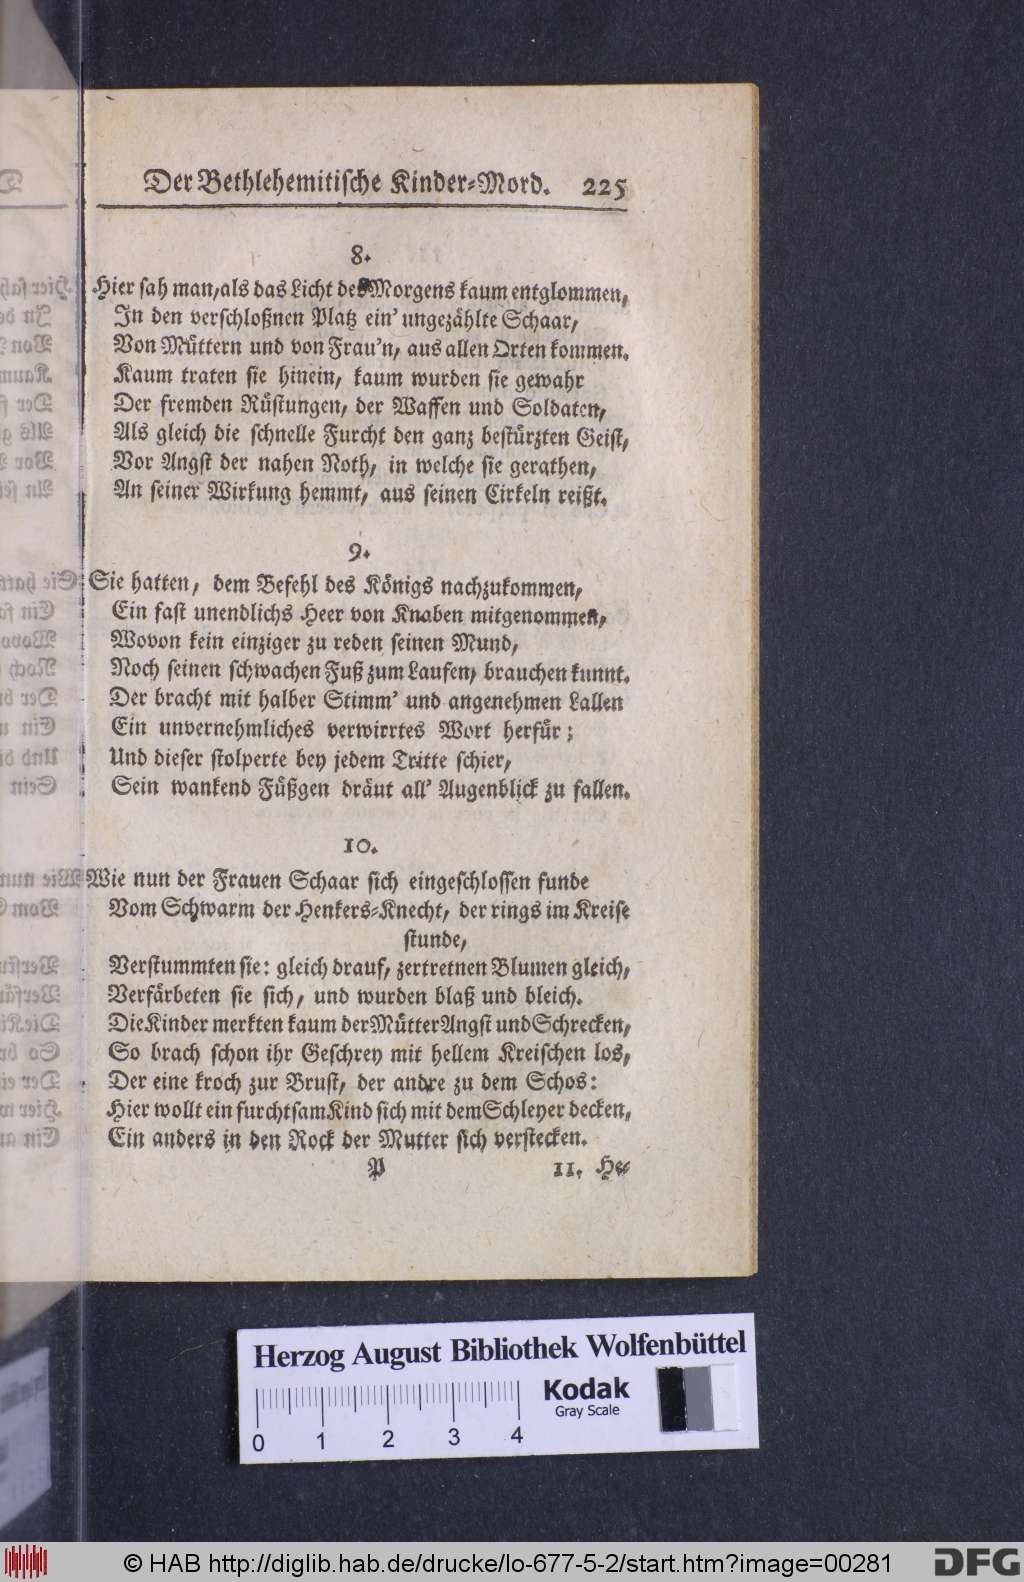 Der Bethlehemitische Kinder-Mord. 225
8.
Hier sah man, als das Licht des Morgens kaum entglommen,
In den verschloßnen Platz ein' ungezählte Schaar,
Von Müttern und von Frau'n, aus allen Orten kommen.
Kaum traten sie hinein, kaum wurden sie gewahr
Der fremden Rüstungen, der Waffen und Soldaten,
Als gleich die schnelle Furcht den ganz bestürzten Geist,
Vor Angst der nahen Noth, in welche sie gerathen,
An seiner Wirkung hemmt, aus seinen Cirkeln reißt.
9.
Sie hatten, dem Befehl des Königs nachzukommen,
Ein fast unendlichs Heer von Knaben mitgenommen,
Wovon kein einziger zu reden seinen Mund,
Noch seinen schwachen Fuß zum Laufen, brauchen kunnt.
Der bracht mit halber Stimm' und angenehmen Lallen
Ein unvernehmliches verwirrtes Wort herfür;
Und dieser stolperte bey jedem Tritte schier,
Sein wankend Füßgen dräut all' Augenblick zu fallen.
10.
Wie nun der Frauen Schaar sich eingeschlossen funde
Vom Schwarm der Henkers-Knecht, der rings im Kreise
stunde,
Verstummten sie: gleich drauf, zertretnen Blumen gleich,
Verfärbeten sie sich, und wurden blaß und bleich.
Die Kinder merkten kaum der Mütter Angst und Schrecken,
So brach schon ihr Geschrey mit hellem Kreischen los,
Der eine kroch zur Brust, der andre zu dem Schos:
Hier wollt ein furchtsam Kind sich mit dem Schleyer decken,
Ein anders in den Rock der Mutter sich verstecken.
P 11. He-
Herzog August Bibliothek Wolfenbüttel
Kodak
Gray Scale
0 1 2 3 4
© HAB http://diglib.hab.de/drucke/lo-677-5-2/start.htm?image=00281 DFG